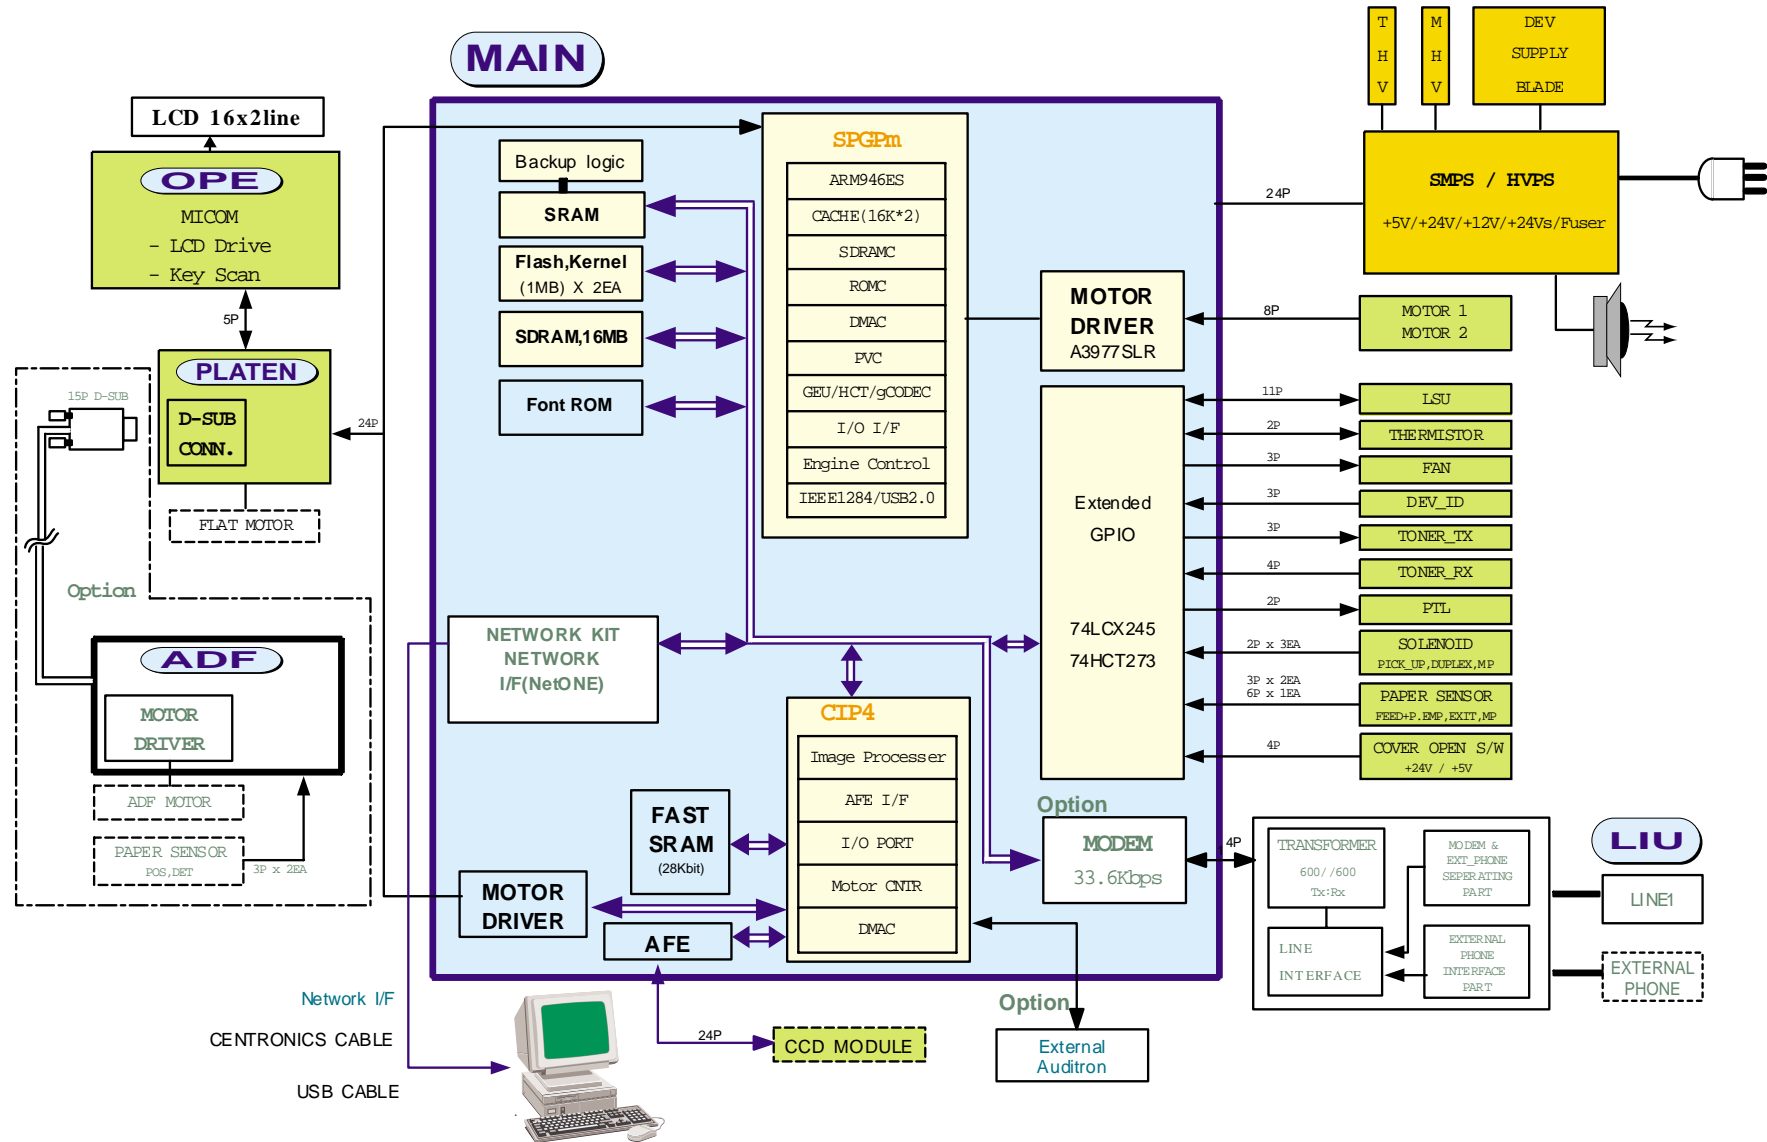 MAIN
T
H
V
M
H
V
DEV
SUPPLY
BLADE
LCD 16x2line
OPE
MICOM
- LCD Drive
- Key Scan
5P
PLATEN
D-SUB
CONN.
24P
FLAT MOTOR
15P D-SUB
Option
ADF
MOTOR
DRIVER
ADF MOTOR
PAPER SENSOR
POS,DET
3P x 2EA
Backup logic
SRAM
Flash,Kernel
(1MB) X 2EA
SDRAM,16MB
Font ROM
SPGPm
ARM946ES
CACHE(16K*2)
SDRAMC
ROMC
DMAC
PVC
GEU/HCT/gCODEC
I/O I/F
Engine Control
IEEE1284/USB2.0
MOTOR
DRIVER
A3977SLR
Extended
GPIO
74LCX245
74HCT273
NETWORK KIT
NETWORK
I/F(NetONE)
CIP4
Image Processer
AFE I/F
I/O PORT
Motor CNTR
DMAC
FAST
SRAM
(28Kbit)
MOTOR
DRIVER
AFE
Option
MODEM
33.6Kbps
24P
SMPS / HVPS
+5V/+24V/+12V/+24Vs/Fuser
8P
MOTOR 1
MOTOR 2
11P
LSU
2P
THERMISTOR
3P
FAN
3P
DEV_ID
3P
TONER_TX
4P
TONER_RX
2P
PTL
2P x 3EA
SOLENOID
PICK_UP,DUPLEX,MP
3P x 2EA
6P x 1EA
PAPER SENSOR
FEED+P.EMP,EXIT,MP
4P
COVER OPEN S/W
+24V / +5V
4P
TRANSFORMER
600//600
Tx:Rx
MODEM &
EXT_PHONE
SEPERATING
PART
LINE
INTERFACE
EXTERNAL
PHONE
INTERFACE
PART
LIU
LINE1
EXTERNAL
PHONE
Network I/F
CENTRONICS CABLE
USB CABLE
24P
CCD MODULE
Option
External
Auditron